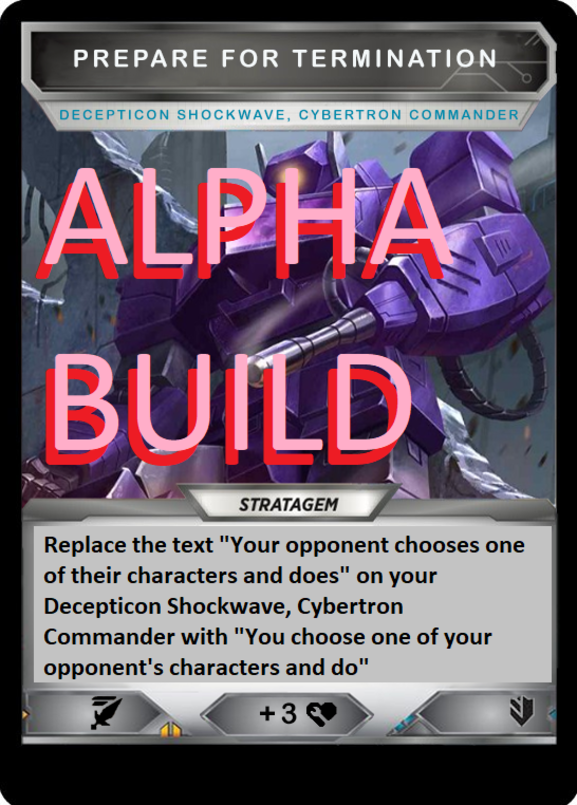 PREPARE FOR TERMINATION
DECEPTICON SHOCKWAVE, CYBERTRON COMMANDER
ALPHA
BUILD
STRATAGEM
Replace the text "Your opponent chooses one
of their characters and does" on your
Decepticon Shockwave, Cybertron
Commander with "You choose one of your
opponent's characters and do"
+3